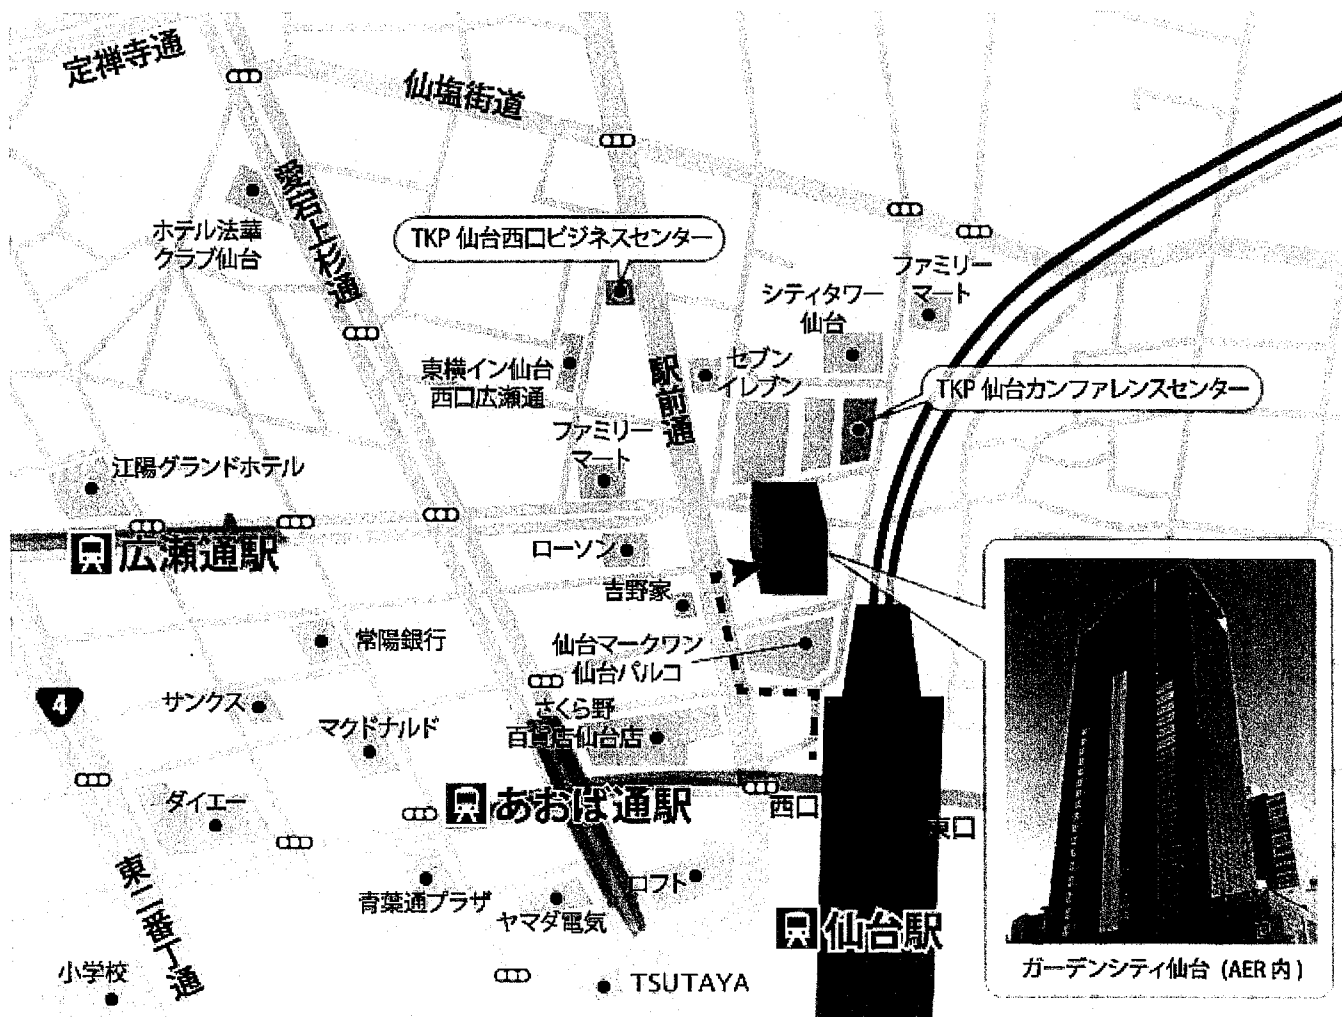 定禅寺通
仙塩街道
愛宕上杉通
ホテル法華
クラブ仙台
TKP 仙台西口ビジネスセンター
ファミリー
マート
シティタワー
仙台
東横イン仙台
西口広瀬通
駅前通
セブン
イレブン
TKP 仙台カンファレンスセンター
ファミリー
マート
江陽グランドホテル
広瀬通駅
ローソン
吉野家
常陽銀行
仙台マークワン
仙台パルコ
4
サンクス
マクドナルド
さくら野
百貨店仙台店
ダイエー
あおば通駅
西口
東口
東二番丁通
青葉通プラザ
ヤマダ電気
ロフト
仙台駅
小学校
TSUTAYA
ガーデンシティ仙台 (AER 内)